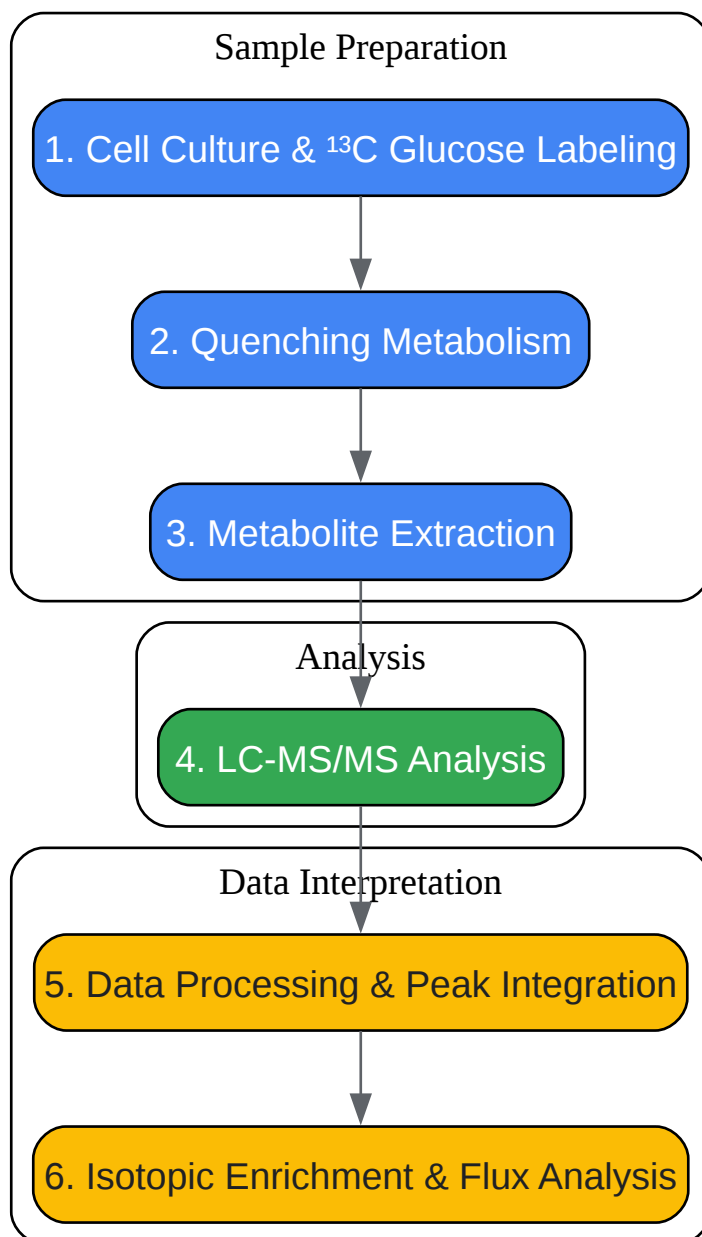 Sample Preparation
1. Cell Culture & ¹³C Glucose Labeling
2. Quenching Metabolism
3. Metabolite Extraction
Analysis
4. LC-MS/MS Analysis
Data Interpretation
5. Data Processing & Peak Integration
6. Isotopic Enrichment & Flux Analysis